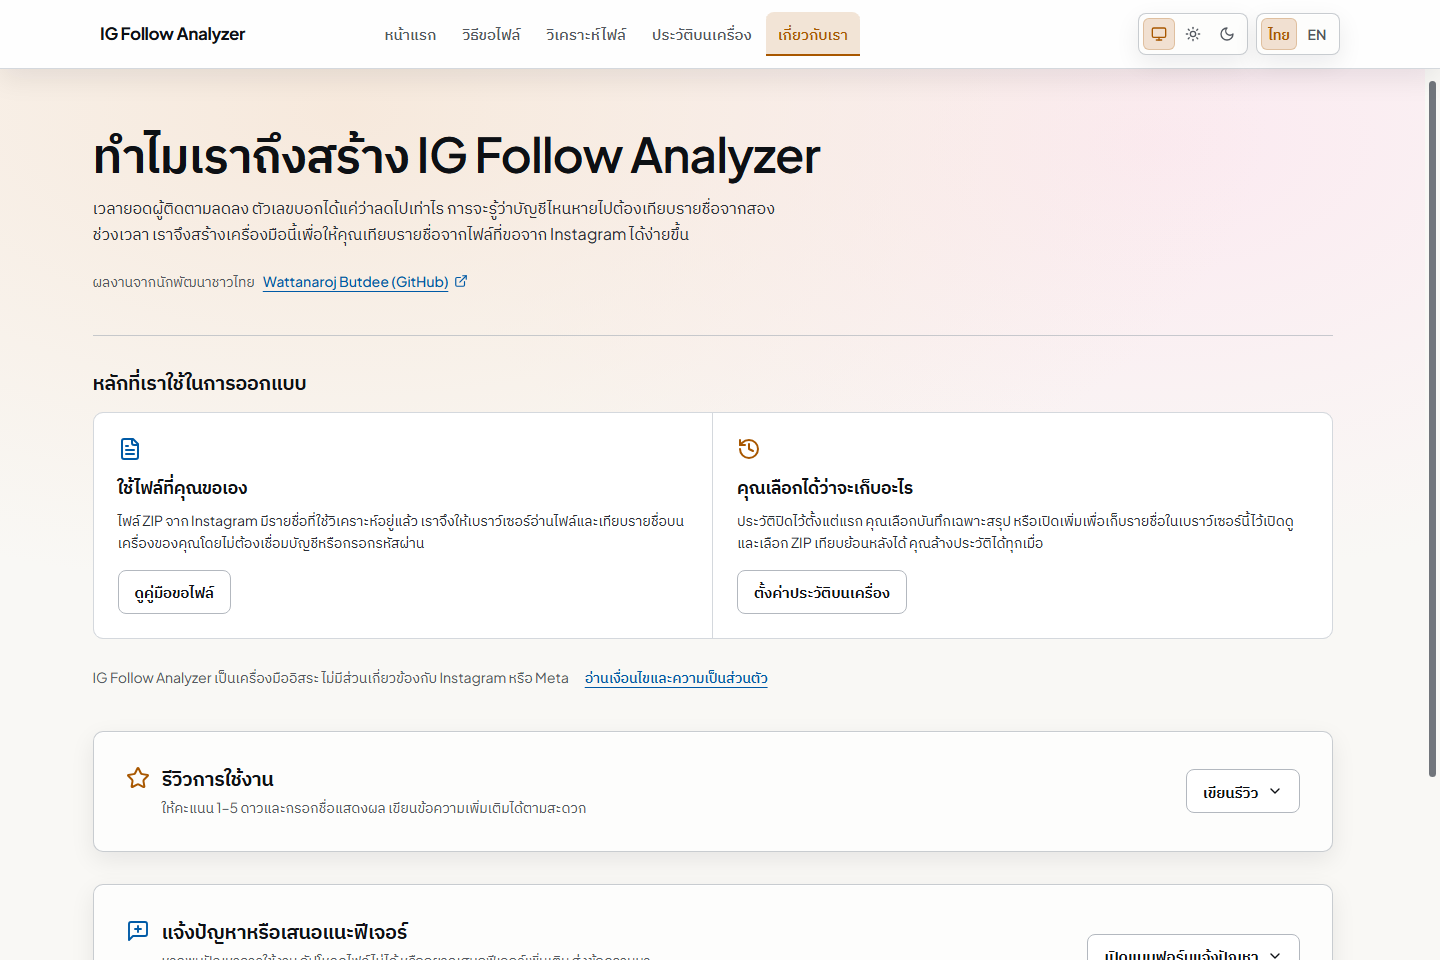 IG Follow Analyzer
หน้าแรก
วิธีขอไฟล์
วิเคราะห์ไฟล์
ประวัติบนเครื่อง
เกี่ยวกับเรา
ไทย
EN
ทำไมเราถึงสร้าง IG Follow Analyzer
เวลายอดผู้ติดตามลดลง ตัวเลขบอกได้แค่ว่าลดไปเท่าไร การจะรู้ว่าบัญชีไหนหายไปต้องเทียบรายชื่อจากสอง
ช่วงเวลา เราจึงสร้างเครื่องมือนี้เพื่อให้คุณเทียบรายชื่อจากไฟล์ที่ขอจาก Instagram ได้ง่ายขึ้น
ผลงานจากนักพัฒนาชาวไทย Wattanaroj Butdee (GitHub)
หลักที่เราใช้ในการออกแบบ
ใช้ไฟล์ที่คุณขอเอง
ไฟล์ ZIP จาก Instagram มีรายชื่อที่ใช้วิเคราะห์อยู่แล้ว เราจึงให้เบราว์เซอร์อ่านไฟล์และเทียบรายชื่อบน
เครื่องของคุณโดยไม่ต้องเชื่อมบัญชีหรือกรอกรหัสผ่าน
ดูคู่มือขอไฟล์
คุณเลือกได้ว่าจะเก็บอะไร
ประวัติปิดไว้ตั้งแต่แรก คุณเลือกบันทึกเฉพาะสรุป หรือเปิดเพิ่มเพื่อเก็บรายชื่อในเบราว์เซอร์นี้ไว้เปิดดู
และเลือก ZIP เทียบย้อนหลังได้ คุณล้างประวัติได้ทุกเมื่อ
ตั้งค่าประวัติบนเครื่อง
IG Follow Analyzer เป็นเครื่องมืออิสระ ไม่มีส่วนเกี่ยวข้องกับ Instagram หรือ Meta อ่านเงื่อนไขและความเป็นส่วนตัว
รีวิวการใช้งาน
ให้คะแนน 1–5 ดาวและกรอกชื่อแสดงผล เขียนข้อความเพิ่มเติมได้ตามสะดวก
เขียนรีวิว
แจ้งปัญหาหรือเสนอแนะฟีเจอร์
เปิดแบบฟอร์มแจ้งปัญหา